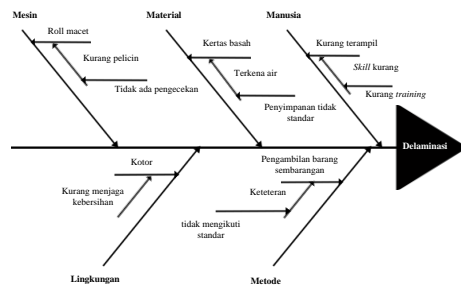 Mesin
Material
Manusia
Roll macet
Kurang pelicin
Tidak ada pengecekan
Kertas basah
Terkena air
Penyimpanan tidak
standar
Kurang terampil
Skill kurang
Kurang training
Delaminasi
Kotor
Kurang menjaga
kebersihan
Pengambilan barang
sembarangan
Keteteran
tidak mengikuti
standar
Lingkungan
Metode